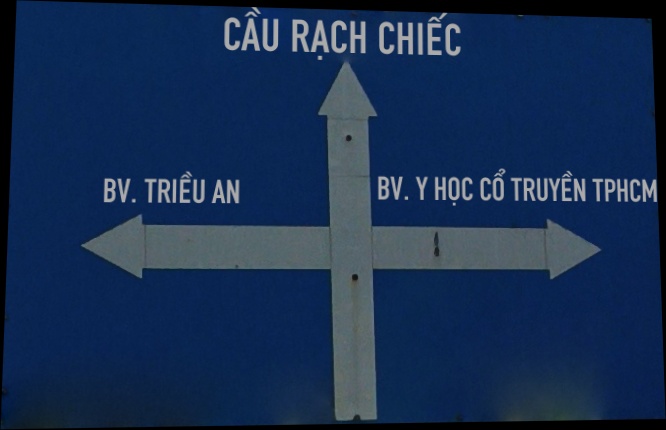 CẦU RẠCH CHIẾC
BV. TRIỀU AN
BV. Y HỌC CỔ TRUYỀN TPHCM